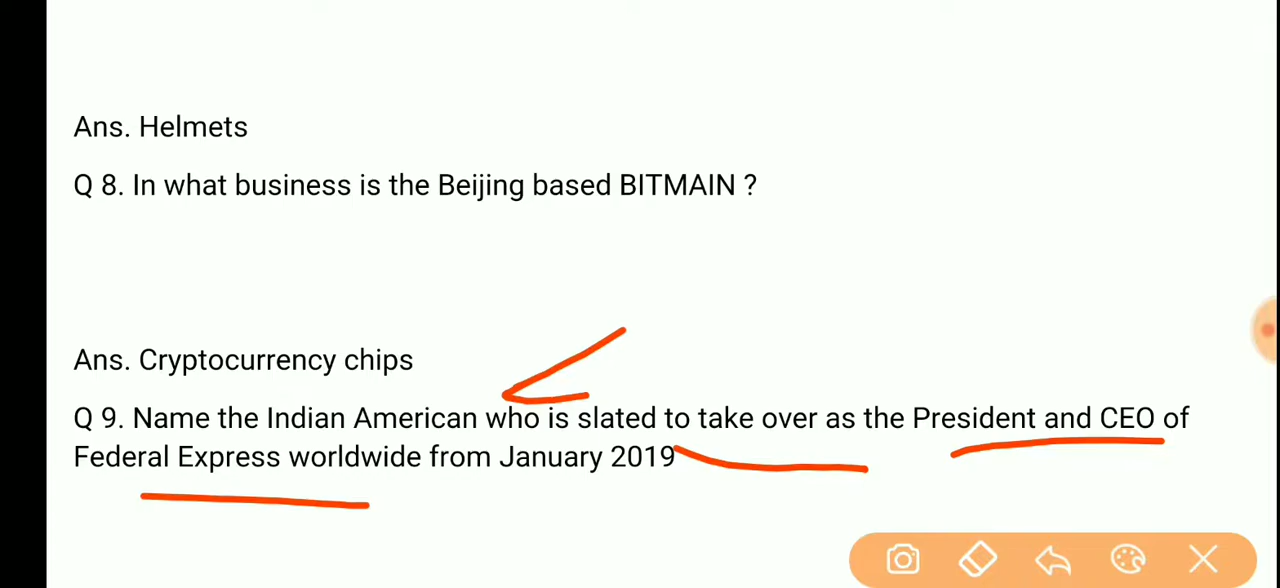 Ans. Helmets
Q 8. In what business is the Beijing based BITMAIN ?
Ans. Cryptocurrency chips
Q 9. Name the Indian American who is slated to take over as the President and CEO of
Federal Express worldwide from January 2019